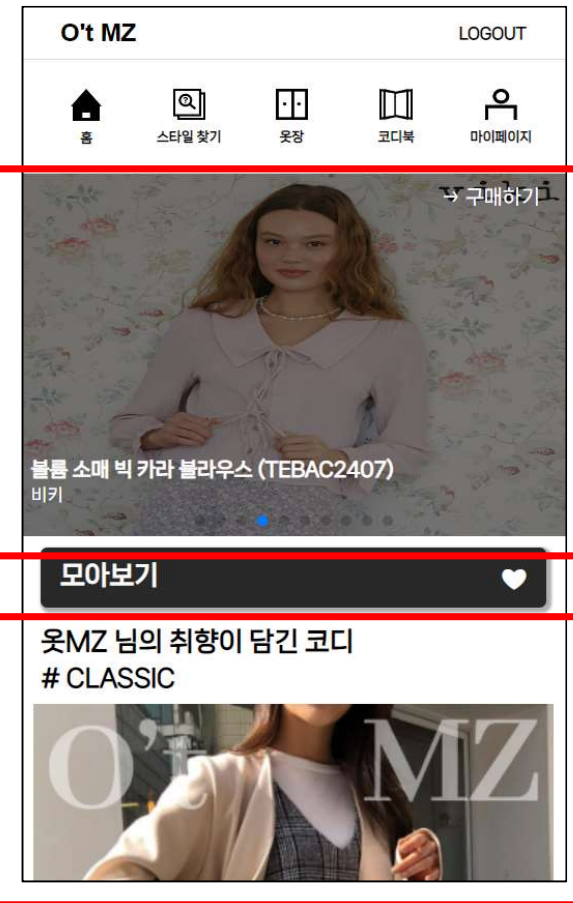 O't MZ
LOGOUT
홈
스타일 찾기
옷장
코디북
마이페이지
→ 구매하기
볼륨 소매 빅 카라 블라우스 (TEBAC2407)
비키
모아보기
옷MZ 님의 취향이 담긴 코디
# CLASSIC
O't MZ